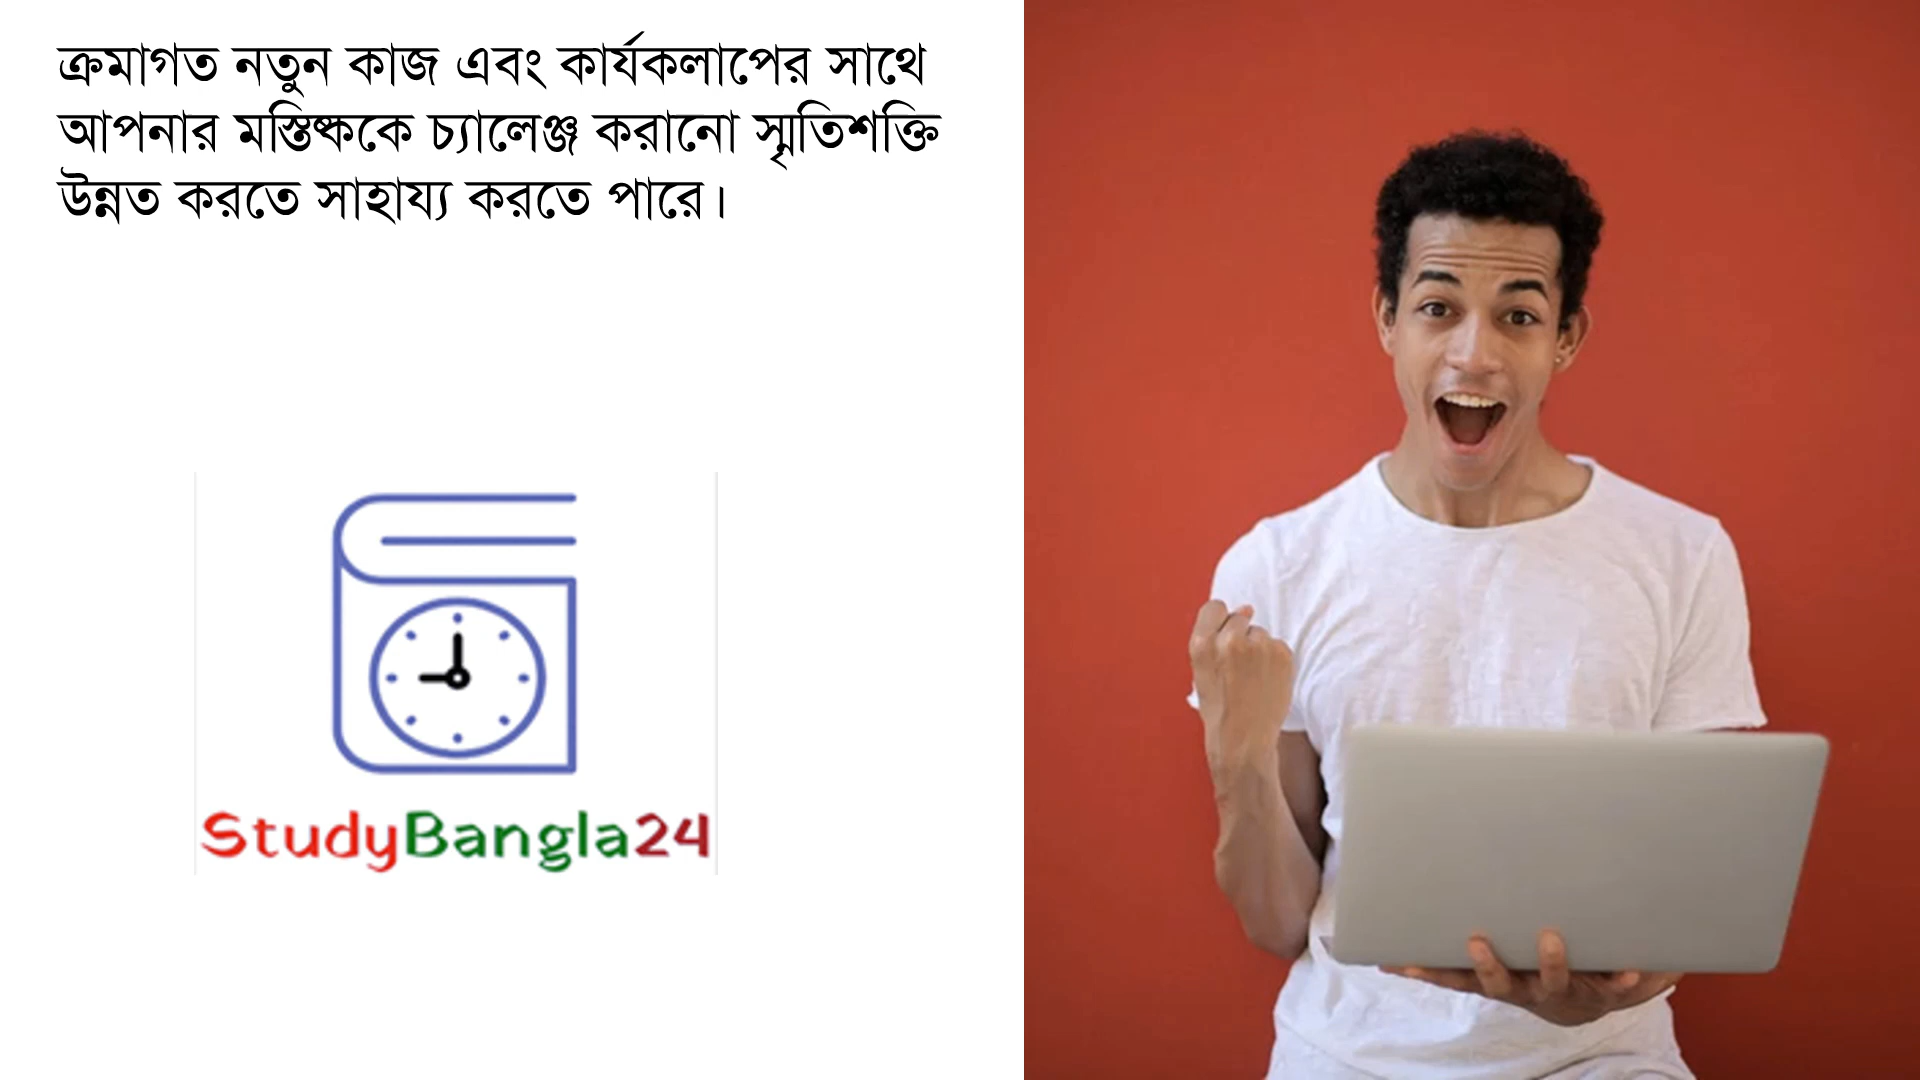 ক্রমাগত নতুন কাজ এবং কার্যকলাপের সাথে
আপনার মস্তিষ্ককে চ্যালেঞ্জ করানো স্মৃতিশক্তি
উন্নত করতে সাহায্য করতে পারে।
StudyBangla24